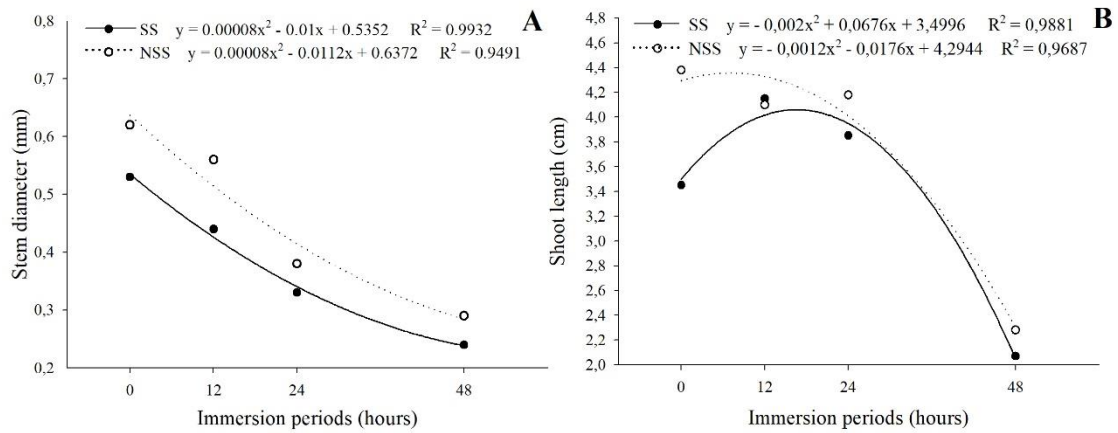 A
SS y = 0.00008x² - 0.01x + 0.5352 R² = 0.9932
NSS y = 0.00008x² - 0.0112x + 0.6372 R² = 0.9491
0,8
0,7
0,6
0,5
0,4
0,3
0,2
Stem diameter (mm)
0 12 24 48
Immersion periods (hours)
B
SS y = - 0,002x² + 0,0676x + 3,4996 R² = 0,9881
NSS y = - 0,0012x² - 0,0176x + 4,2944 R² = 0,9687
4,8
4,6
4,4
4,2
4,0
3,8
3,6
3,4
3,2
3,0
2,8
2,6
2,4
2,2
2,0
Shoot length (cm)
0 12 24 48
Immersion periods (hours)